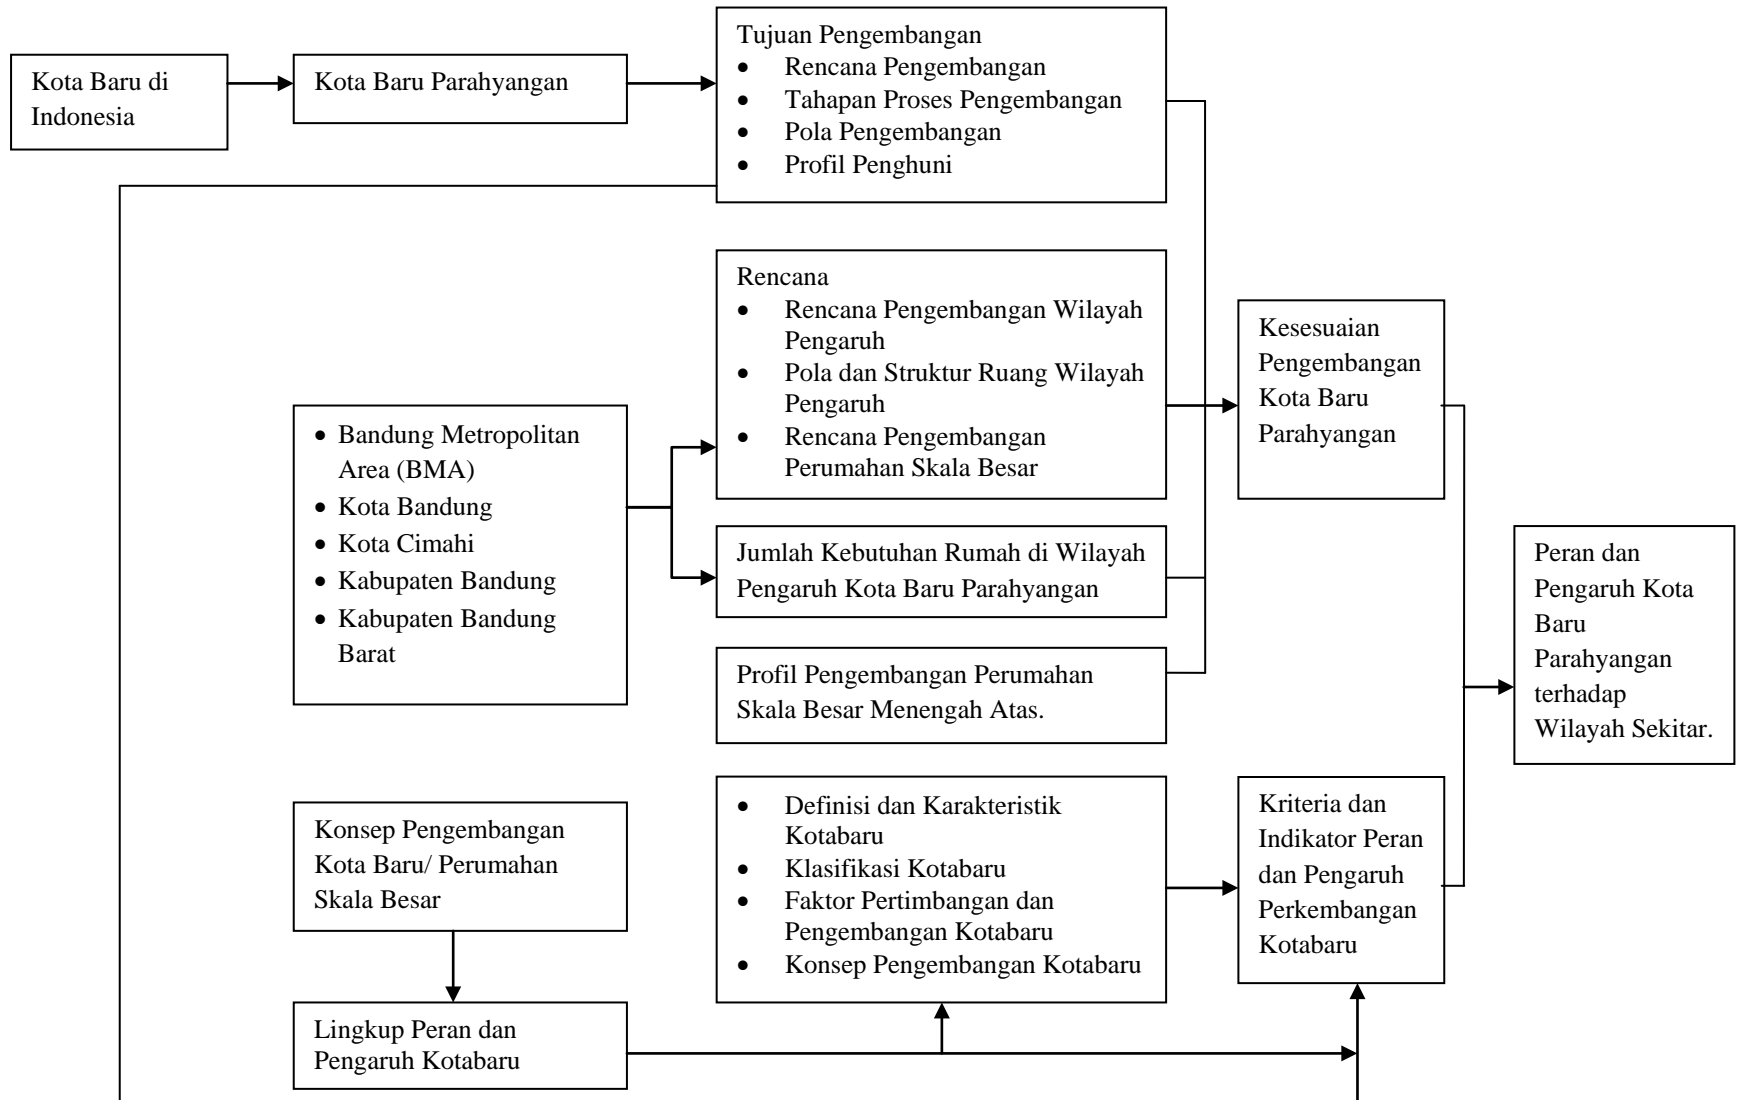 Kota Baru di
Indonesia
Kota Baru Parahyangan
Tujuan Pengembangan
• Rencana Pengembangan
• Tahapan Proses Pengembangan
• Pola Pengembangan
• Profil Penghuni
Rencana
• Rencana Pengembangan Wilayah
Pengaruh
• Pola dan Struktur Ruang Wilayah
Pengaruh
• Rencana Pengembangan
Perumahan Skala Besar
• Bandung Metropolitan
Area (BMA)
• Kota Bandung
• Kota Cimahi
• Kabupaten Bandung
• Kabupaten Bandung
Barat
Jumlah Kebutuhan Rumah di Wilayah
Pengaruh Kota Baru Parahyangan
Profil Pengembangan Perumahan
Skala Besar Menengah Atas.
Kesesuaian
Pengembangan
Kota Baru
Parahyangan
Peran dan
Pengaruh Kota
Baru
Parahyangan
terhadap
Wilayah Sekitar.
Konsep Pengembangan
Kota Baru/ Perumahan
Skala Besar
Lingkup Peran dan
Pengaruh Kotabaru
• Definisi dan Karakteristik
Kotabaru
• Klasifikasi Kotabaru
• Faktor Pertimbangan dan
Pengembangan Kotabaru
• Konsep Pengembangan Kotabaru
Kriteria dan
Indikator Peran
dan Pengaruh
Perkembangan
Kotabaru